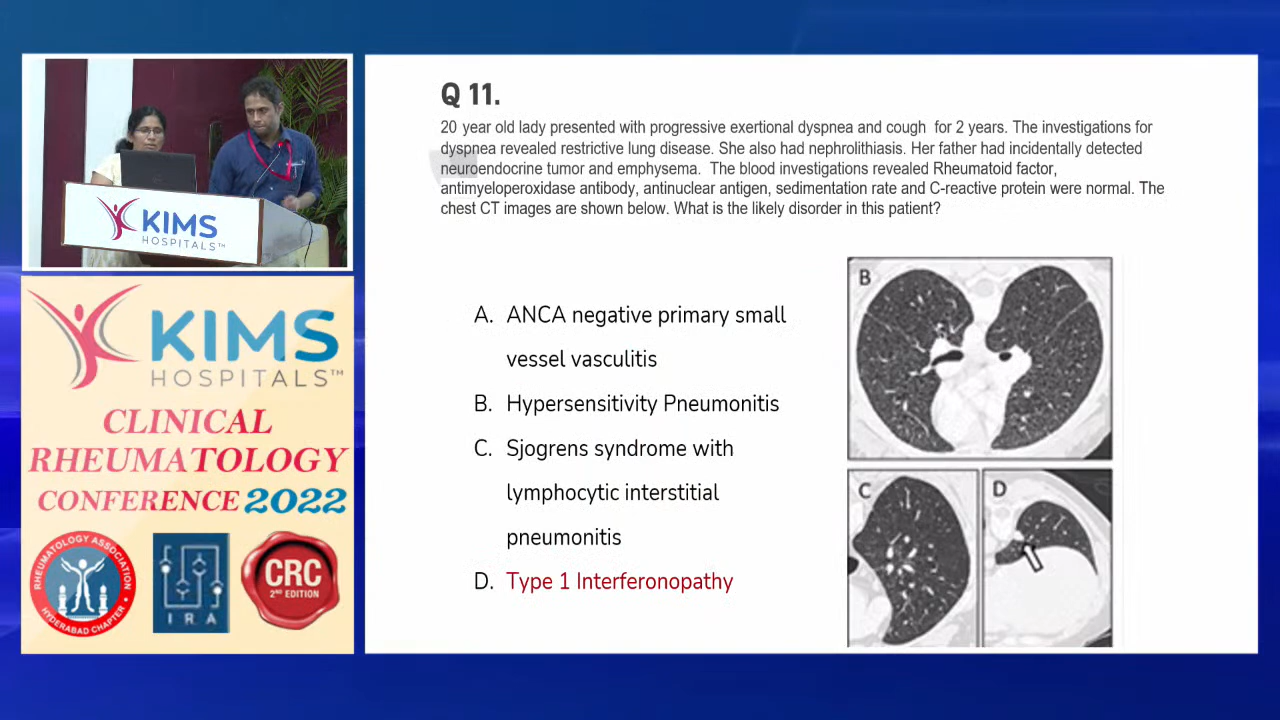 KIMS
HOSPITALS™
KIMS
HOSPITALS™
CLINICAL
RHEUMATOLOGY
CONFERENCE 2022
RHEUMATOLOGY ASSOCIATION
HYDERABAD CHAPTER
I R A
CRC
2ND EDITION
Q 11.
20 year old lady presented with progressive exertional dyspnea and cough for 2 years. The investigations for
dyspnea revealed restrictive lung disease. She also had nephrolithiasis. Her father had incidentally detected
neuroendocrine tumor and emphysema. The blood investigations revealed Rheumatoid factor,
antimyeloperoxidase antibody, antinuclear antigen, sedimentation rate and C-reactive protein were normal. The
chest CT images are shown below. What is the likely disorder in this patient?
A. ANCA negative primary small
vessel vasculitis
B. Hypersensitivity Pneumonitis
C. Sjogrens syndrome with
lymphocytic interstitial
pneumonitis
D. Type 1 Interferonopathy
B
C
D